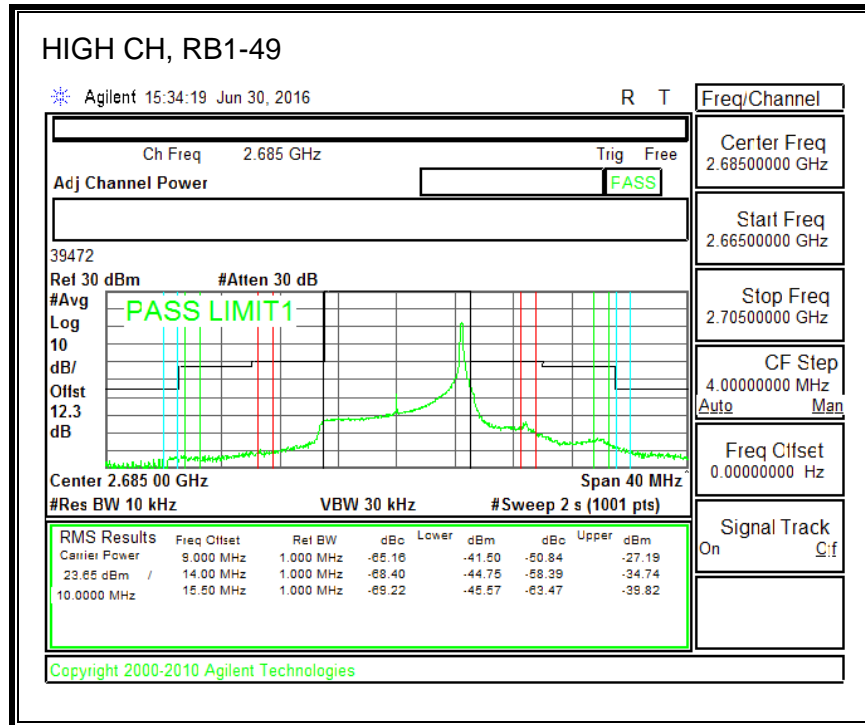 HIGH CH, RB1-49
Agilent 15:34:19 Jun 30, 2016 R T
Ch Freq 2.685 GHz Trig Free
Adj Channel Power PASS
39472
Ref 30 dBm #Atten 30 dB
#Avg
Log
10
dB/
Offst
12.3
dB
PASS LIMIT1
Center 2.685 00 GHz Span 40 MHz
#Res BW 10 kHz VBW 30 kHz #Sweep 2 s (1001 pts)
RMS Results Freq Offset Ref BW dBc Lower dBm dBc Upper dBm
Carrier Power 9.000 MHz 1.000 MHz -65.16 -41.50 -50.84 -27.19
23.65 dBm / 14.00 MHz 1.000 MHz -68.40 -44.75 -58.39 -34.74
10.0000 MHz 15.50 MHz 1.000 MHz -69.22 -45.57 -63.47 -39.82
Copyright 2000-2010 Agilent Technologies
Freq/Channel
Center Freq
2.68500000 GHz
Start Freq
2.66500000 GHz
Stop Freq
2.70500000 GHz
CF Step
4.00000000 MHz
Auto Man
Freq Offset
0.00000000 Hz
Signal Track
On Off